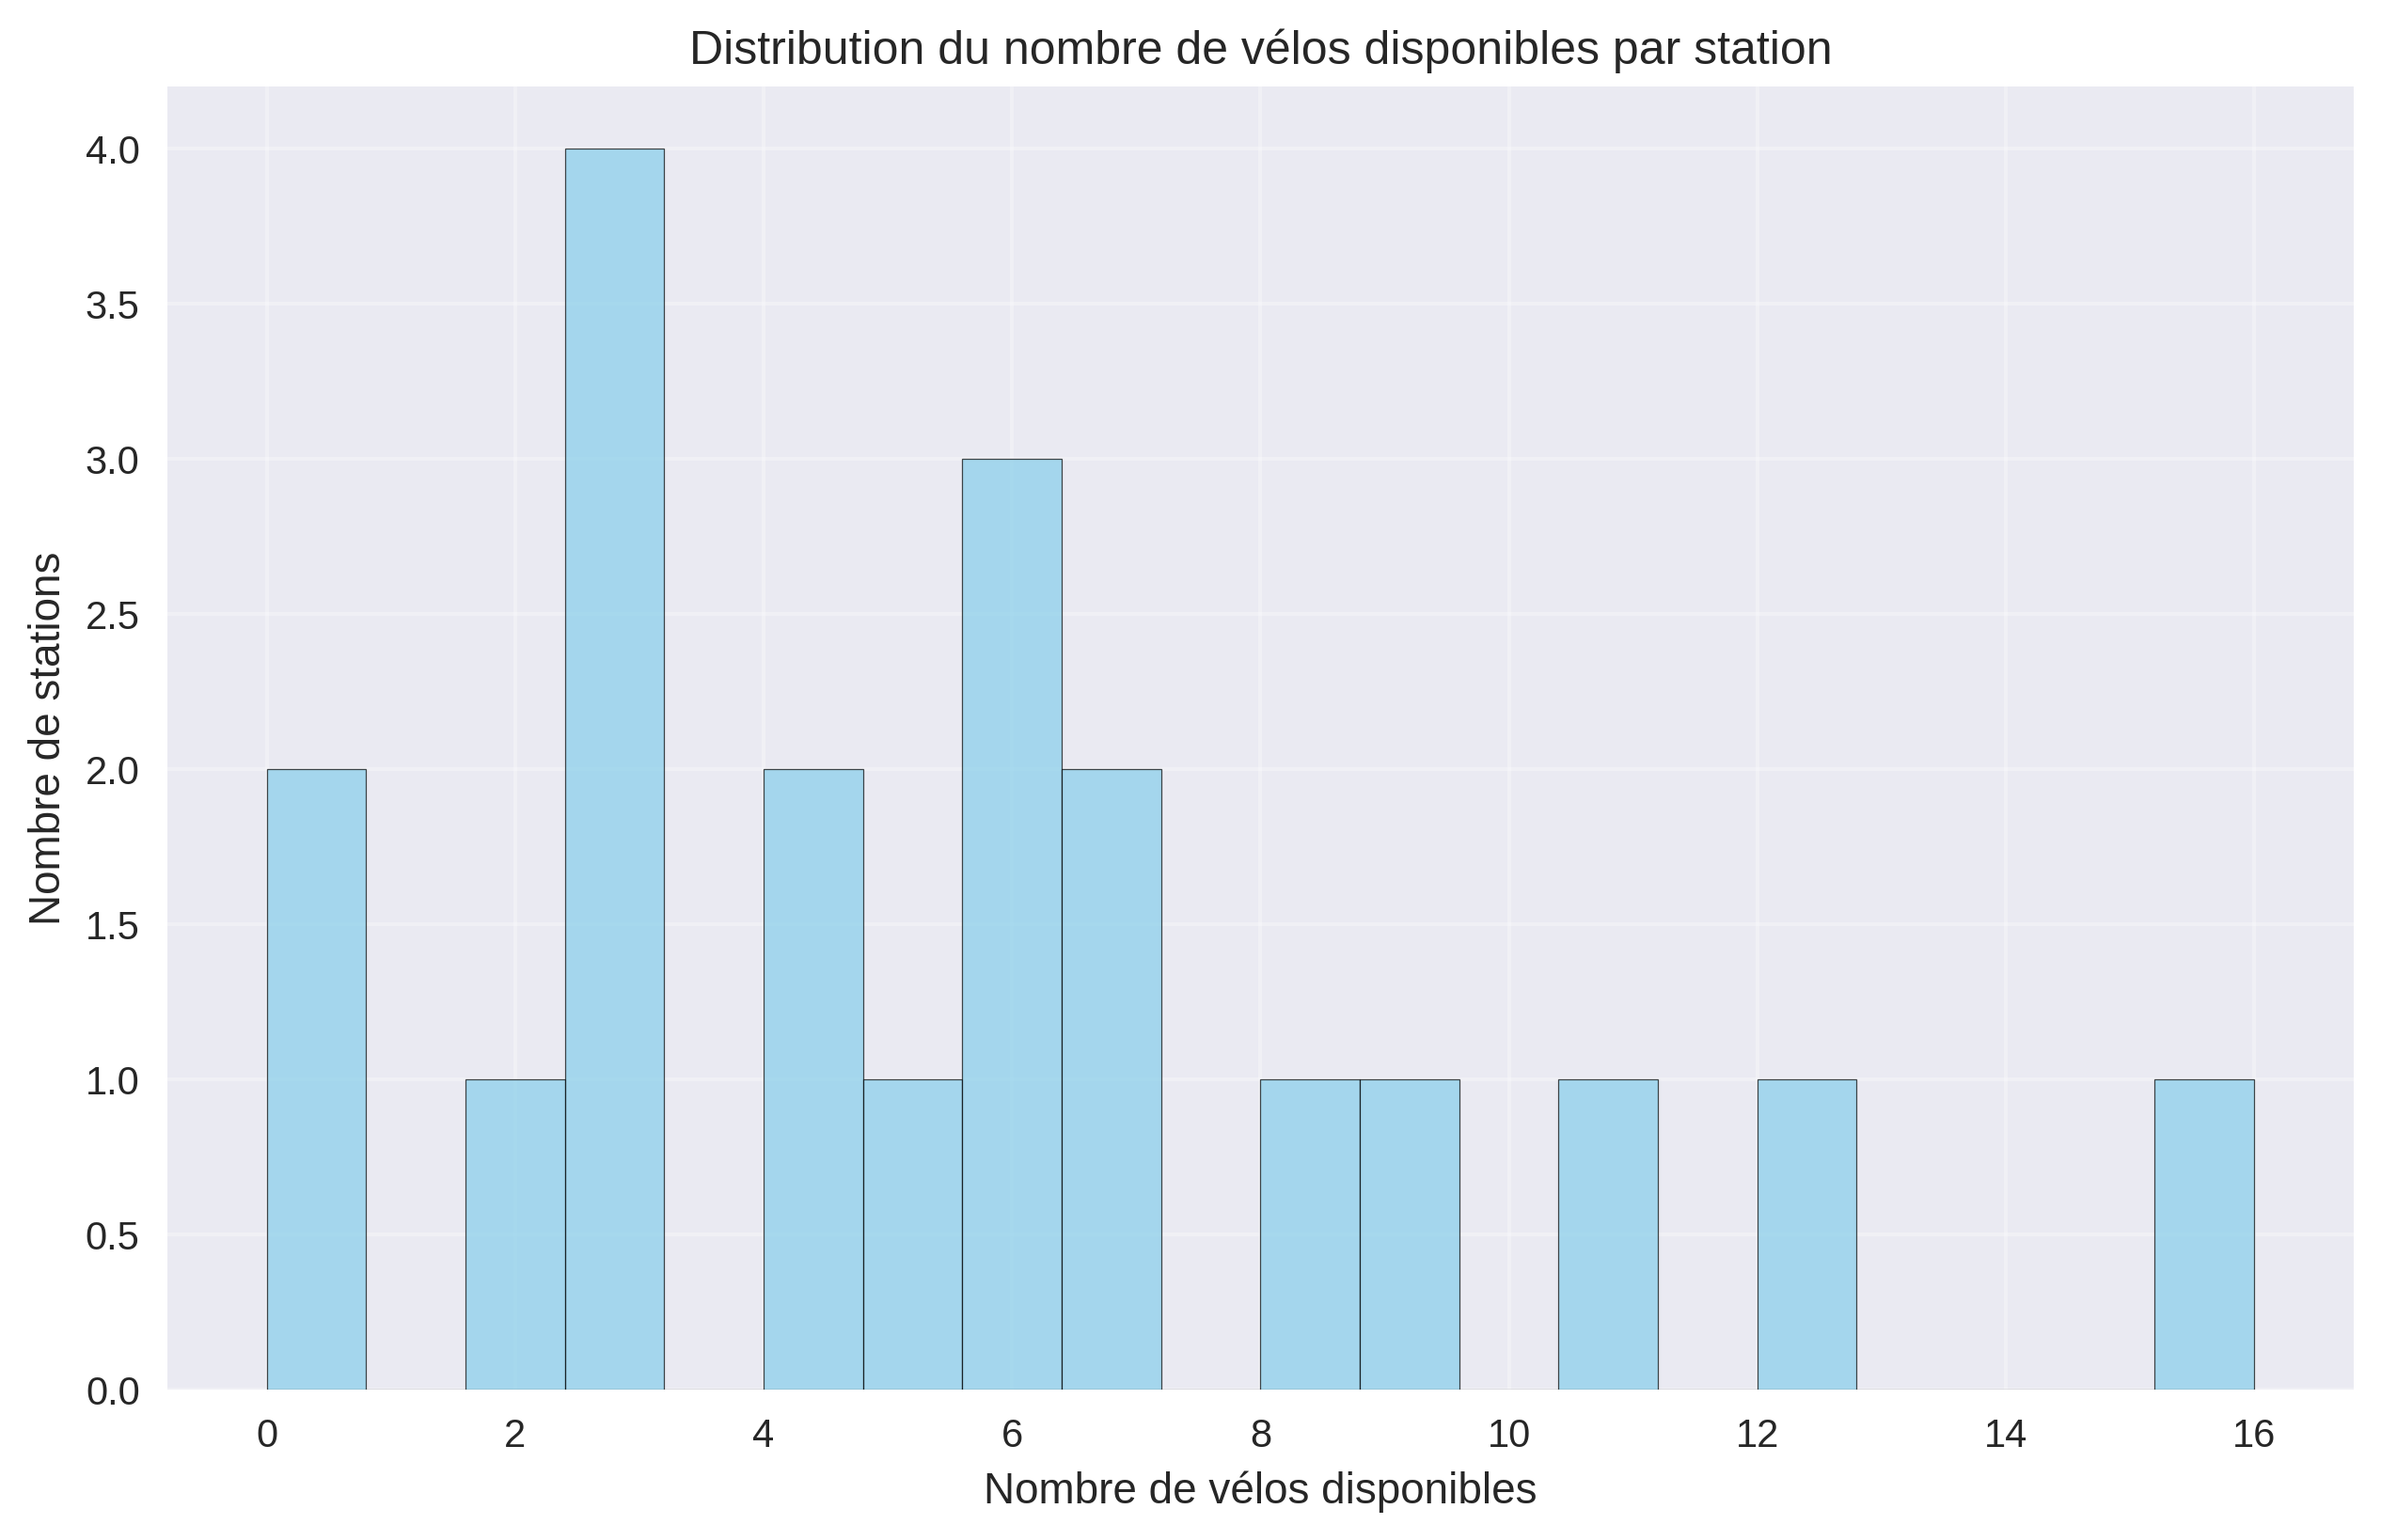 Distribution du nombre de vélos disponibles par station
Nombre de stations
4.0
3.5
3.0
2.5
2.0
1.5
1.0
0.5
0.0
0 2 4 6 8 10 12 14 16
Nombre de vélos disponibles